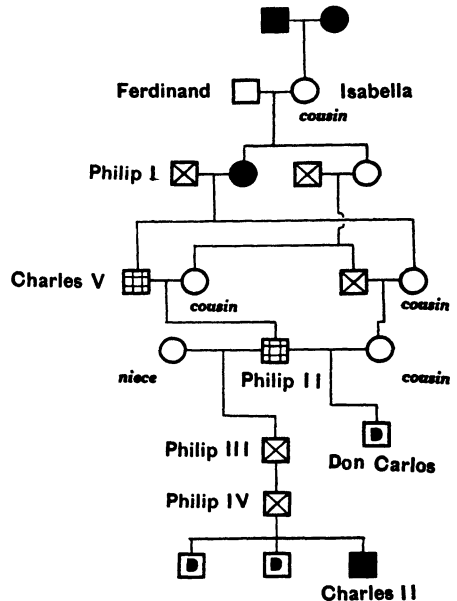 Ferdinand Isabella
cousin
Philip I
Charles V
cousin
cousin
niece
Philip II
cousin
D
Philip III
Don Carlos
Philip IV
D D
Charles II